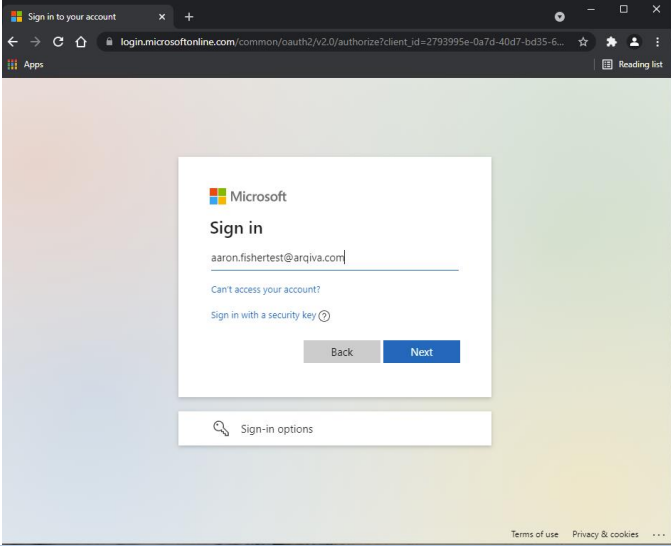 Sign in to your account
login.microsoftonline.com/common/oauth2/v2.0/authorize?client_id=2793995e-0a7d-40d7-bd35-6...
Apps
Reading list
Microsoft
Sign in
aaron.fishertest@arqiva.com
Can't access your account?
Sign in with a security key
Back
Next
Sign-in options
Terms of use
Privacy & cookies
...